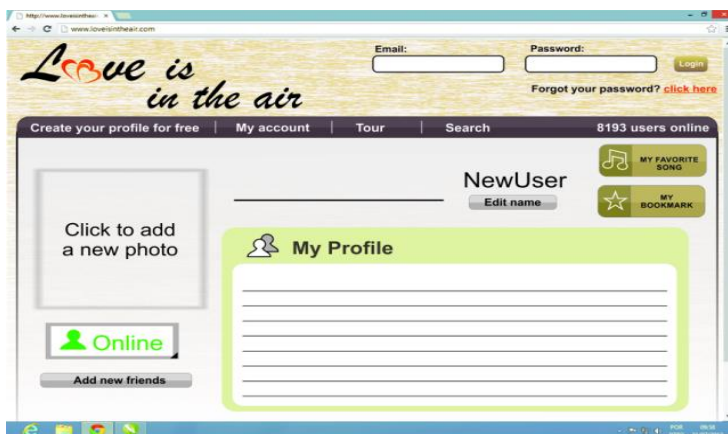 http://www.loveisinthear
www.loveisintheair.com
Love is
in the air
Email:
Password:
Login
Forgot your password? click here
Create your profile for free | My account | Tour | Search
8193 users online
MY FAVORITE
SONG
NewUser
Edit name
MY
BOOKMARK
Click to add
a new photo
My Profile
Online
Add new friends
POR